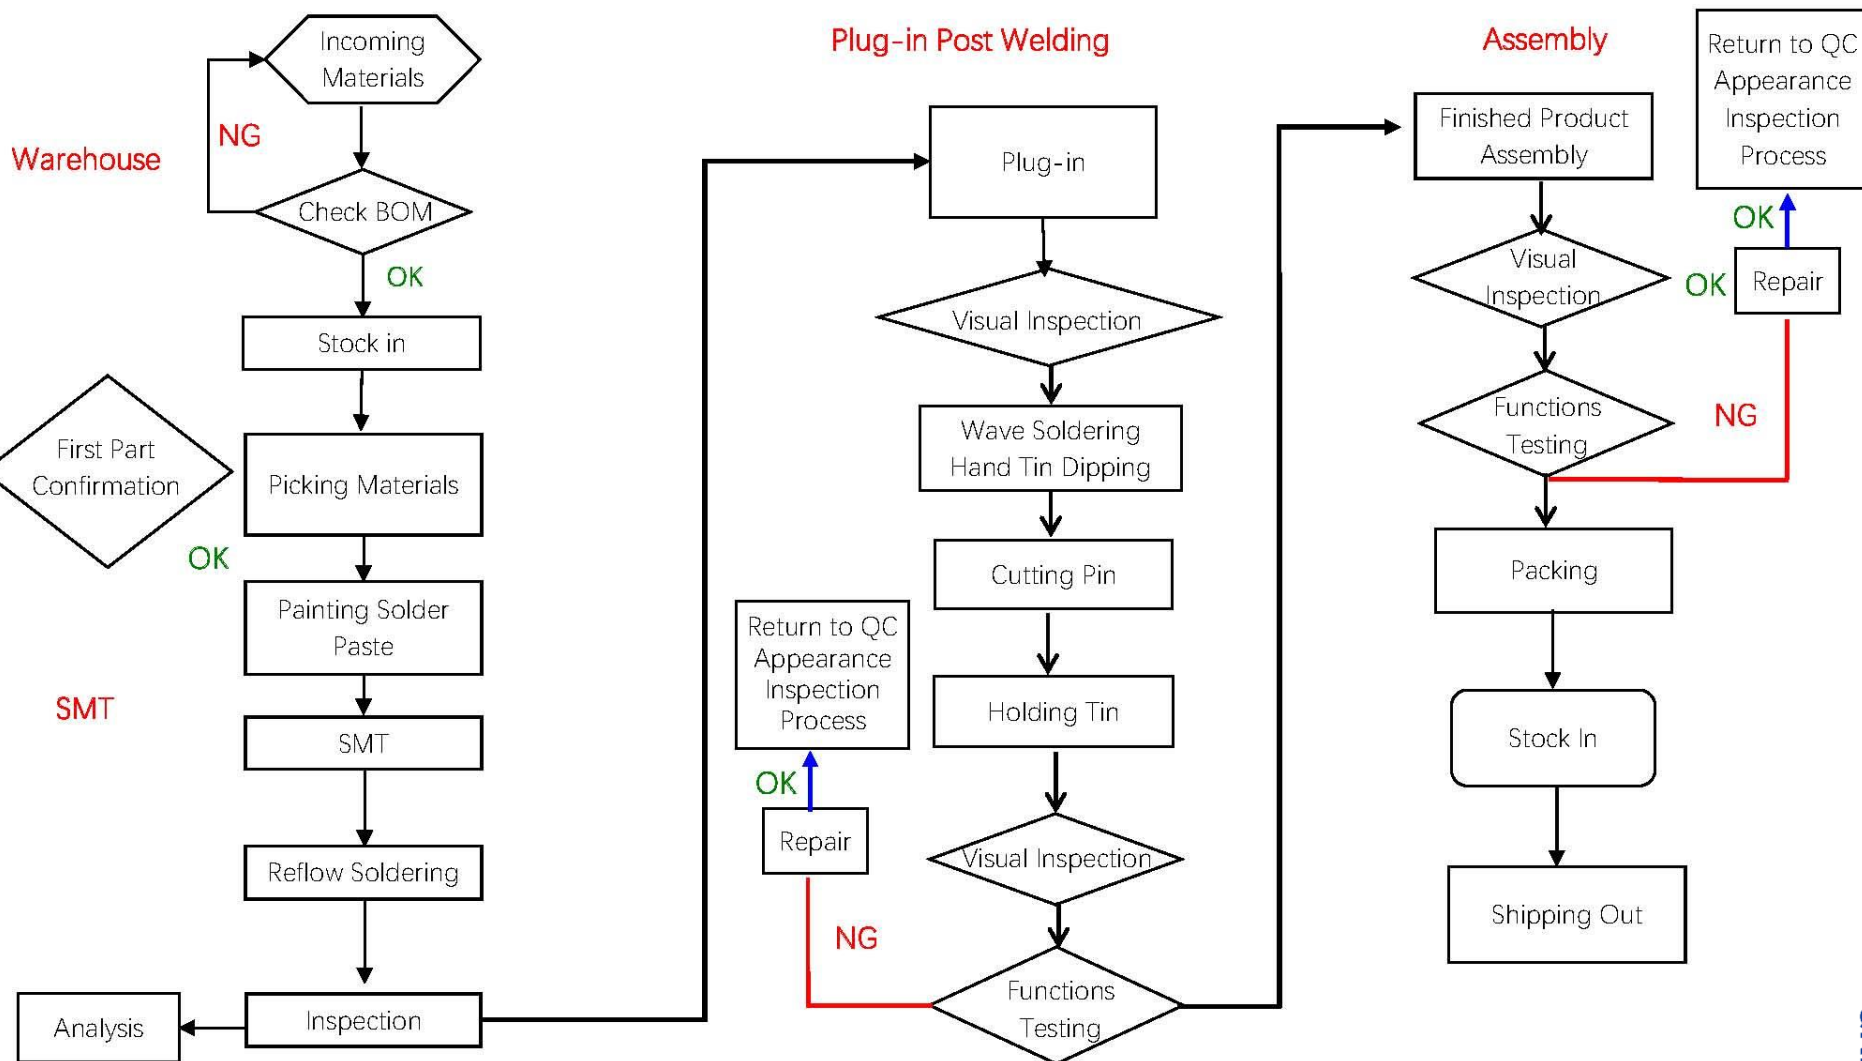 Incoming
Materials
NG
Warehouse
Check BOM
OK
Stock in
First Part
Confirmation
Picking Materials
OK
Painting Solder
Paste
SMT
SMT
Reflow Soldering
Analysis
Inspection
Plug-in Post Welding
Plug-in
Visual Inspection
Wave Soldering
Hand Tin Dipping
Cutting Pin
Return to QC
Appearance
Inspection
Process
Holding Tin
OK
Repair
Visual Inspection
NG
Functions
Testing
Assembly
Return to QC
Appearance
Inspection
Process
Finished Product
Assembly
OK
Visual
Inspection
OK
Repair
Functions
Testing
NG
Packing
Stock In
Shipping Out